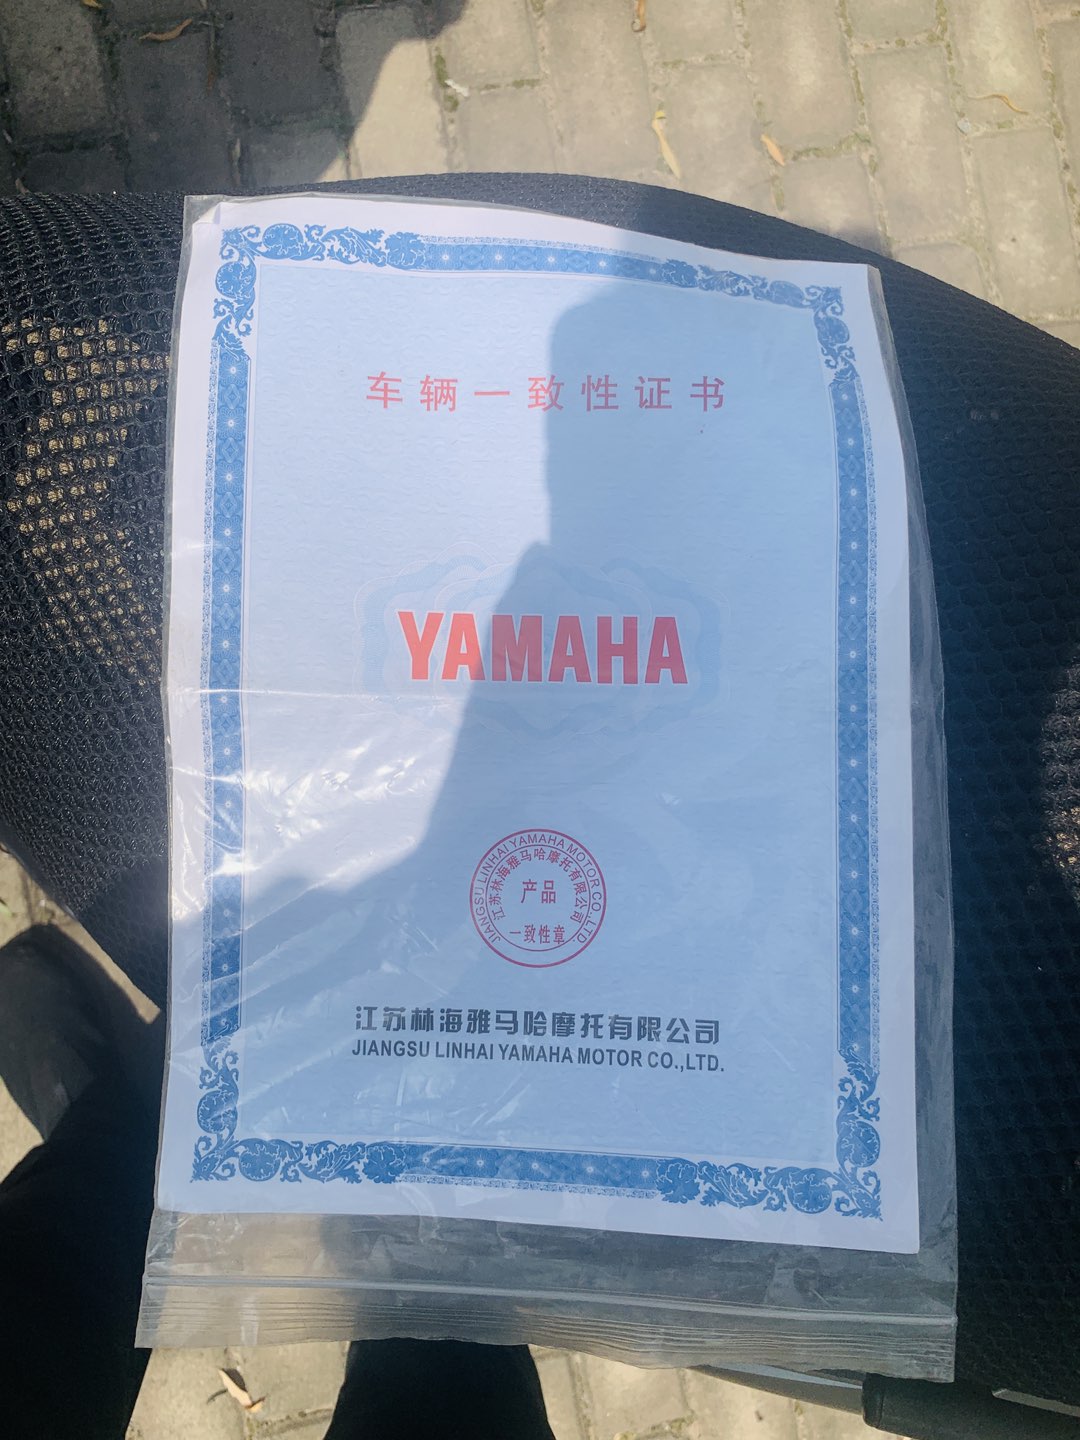 车辆一致性证书
YAMAHA
JIANGSU LINHAI YAMAHA MOTOR CO.,LTD.
江苏林海雅马哈摩托有限公司
产品
一致性章
江苏林海雅马哈摩托有限公司
JIANGSU LINHAI YAMAHA MOTOR CO.,LTD.